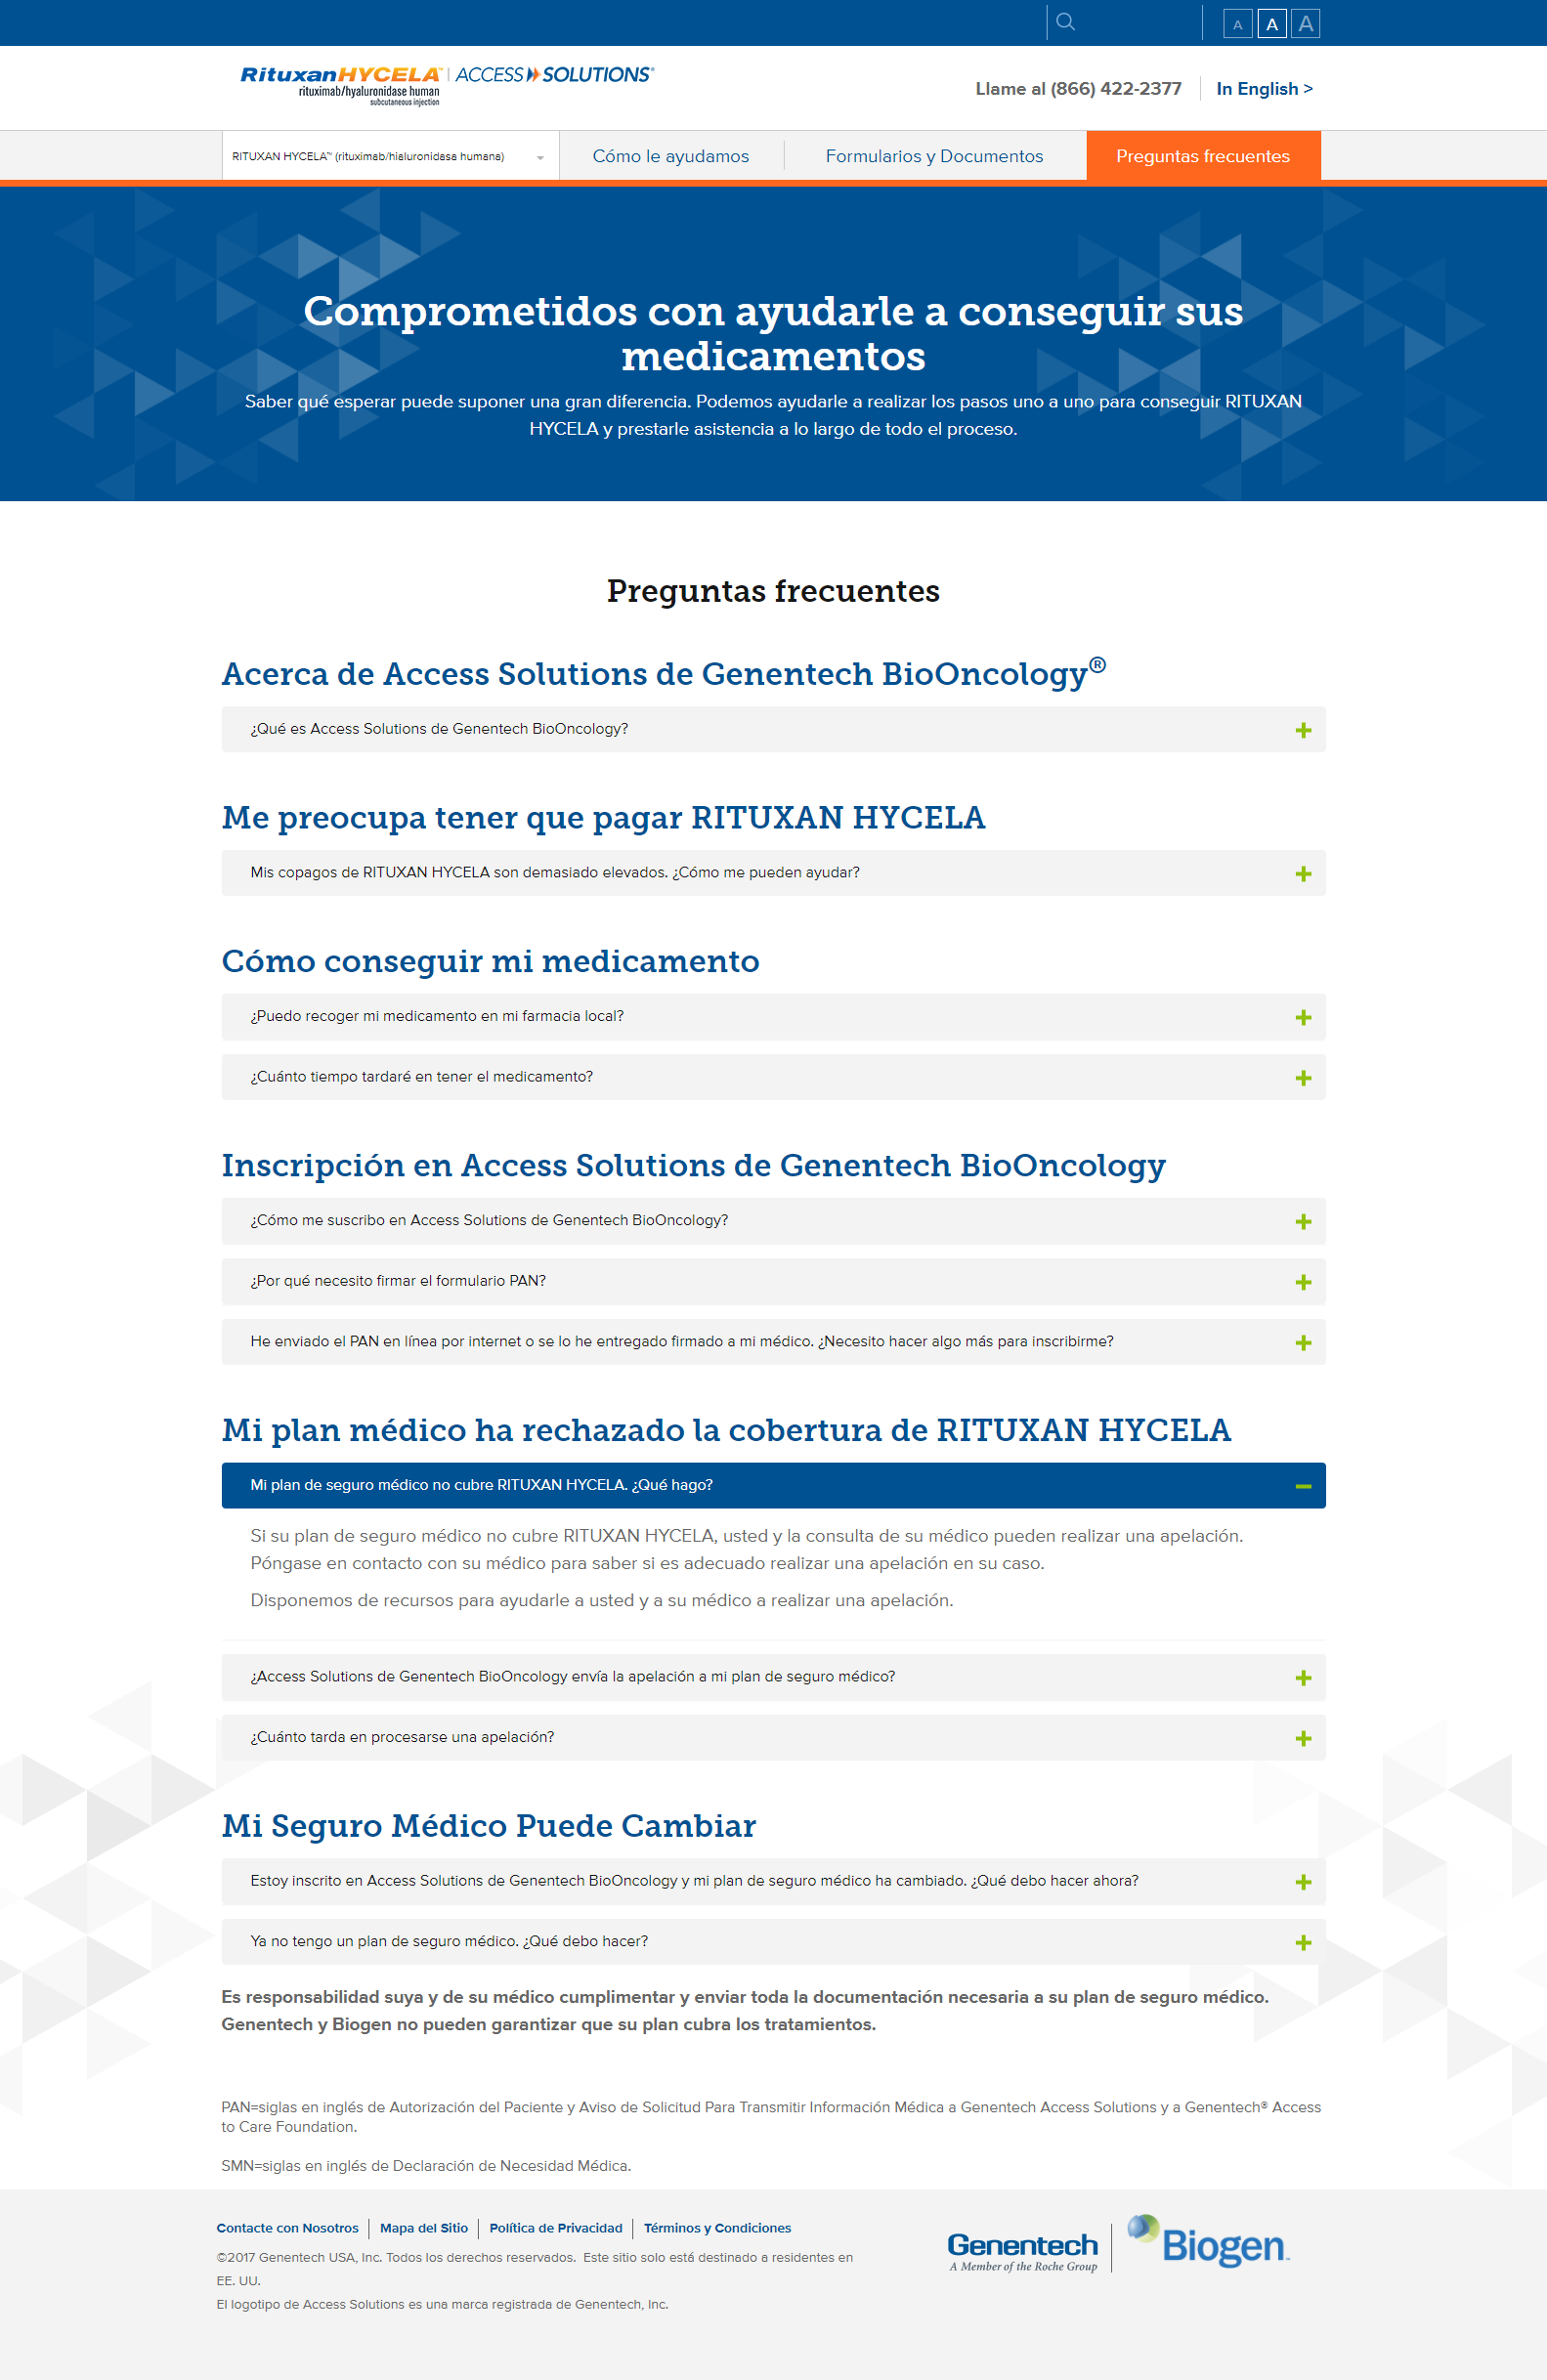 A A A
RituxanHYCELA™ | ACCESS SOLUTIONS®
rituximab/hyaluronidase human
subcutaneous injection
Llame al (866) 422-2377
In English >
RITUXAN HYCELA™ (rituximab/hialuronidasa humana)
Cómo le ayudamos
Formularios y Documentos
Preguntas frecuentes
Comprometidos con ayudarle a conseguir sus
medicamentos
Saber qué esperar puede suponer una gran diferencia. Podemos ayudarle a realizar los pasos uno a uno para conseguir RITUXAN
HYCELA y prestarle asistencia a lo largo de todo el proceso.
Preguntas frecuentes
Acerca de Access Solutions de Genentech BioOncology®
¿Qué es Access Solutions de Genentech BioOncology?
Me preocupa tener que pagar RITUXAN HYCELA
Mis copagos de RITUXAN HYCELA son demasiado elevados. ¿Cómo me pueden ayudar?
Cómo conseguir mi medicamento
¿Puedo recoger mi medicamento en mi farmacia local?
¿Cuánto tiempo tardaré en tener el medicamento?
Inscripción en Access Solutions de Genentech BioOncology
¿Cómo me suscribo en Access Solutions de Genentech BioOncology?
¿Por qué necesito firmar el formulario PAN?
He enviado el PAN en línea por internet o se lo he entregado firmado a mi médico. ¿Necesito hacer algo más para inscribirme?
Mi plan médico ha rechazado la cobertura de RITUXAN HYCELA
Mi plan de seguro médico no cubre RITUXAN HYCELA. ¿Qué hago?
Si su plan de seguro médico no cubre RITUXAN HYCELA, usted y la consulta de su médico pueden realizar una apelación.
Póngase en contacto con su médico para saber si es adecuado realizar una apelación en su caso.
Disponemos de recursos para ayudarle a usted y a su médico a realizar una apelación.
¿Access Solutions de Genentech BioOncology envía la apelación a mi plan de seguro médico?
¿Cuánto tarda en procesarse una apelación?
Mi Seguro Médico Puede Cambiar
Estoy inscrito en Access Solutions de Genentech BioOncology y mi plan de seguro médico ha cambiado. ¿Qué debo hacer ahora?
Ya no tengo un plan de seguro médico. ¿Qué debo hacer?
Es responsabilidad suya y de su médico cumplimentar y enviar toda la documentación necesaria a su plan de seguro médico.
Genentech y Biogen no pueden garantizar que su plan cubra los tratamientos.
PAN=siglas en inglés de Autorización del Paciente y Aviso de Solicitud Para Transmitir Información Médica a Genentech Access Solutions y a Genentech® Access
to Care Foundation.
SMN=siglas en inglés de Declaración de Necesidad Médica.
Contacte con Nosotros | Mapa del Sitio | Política de Privacidad | Términos y Condiciones
©2017 Genentech USA, Inc. Todos los derechos reservados. Este sitio solo está destinado a residentes en
EE. UU.
El logotipo de Access Solutions es una marca registrada de Genentech, Inc.
Genentech
A Member of the Roche Group
Biogen™